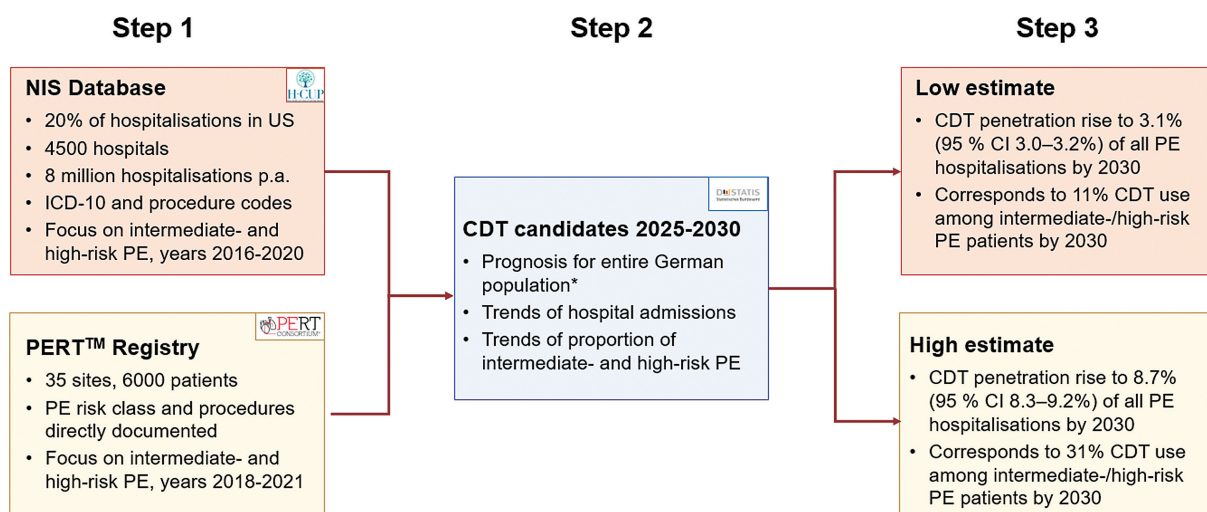 Step 1
Step 2
Step 3
NIS Database
H·CUP
• 20% of hospitalisations in US
• 4500 hospitals
• 8 million hospitalisations p.a.
• ICD-10 and procedure codes
• Focus on intermediate- and
high-risk PE, years 2016-2020
PERT
CONSORTIUM
PERT™ Registry
• 35 sites, 6000 patients
• PE risk class and procedures
directly documented
• Focus on intermediate- and
high-risk PE, years 2018-2021
DESTATIS
Statistisches Bundesamt
CDT candidates 2025-2030
• Prognosis for entire German
population*
• Trends of hospital admissions
• Trends of proportion of
intermediate- and high-risk PE
Low estimate
• CDT penetration rise to 3.1%
(95 % CI 3.0–3.2%) of all PE
hospitalisations by 2030
• Corresponds to 11% CDT use
among intermediate-/high-risk
PE patients by 2030
High estimate
• CDT penetration rise to 8.7%
(95 % CI 8.3–9.2%) of all PE
hospitalisations by 2030
• Corresponds to 31% CDT use
among intermediate-/high-risk
PE patients by 2030